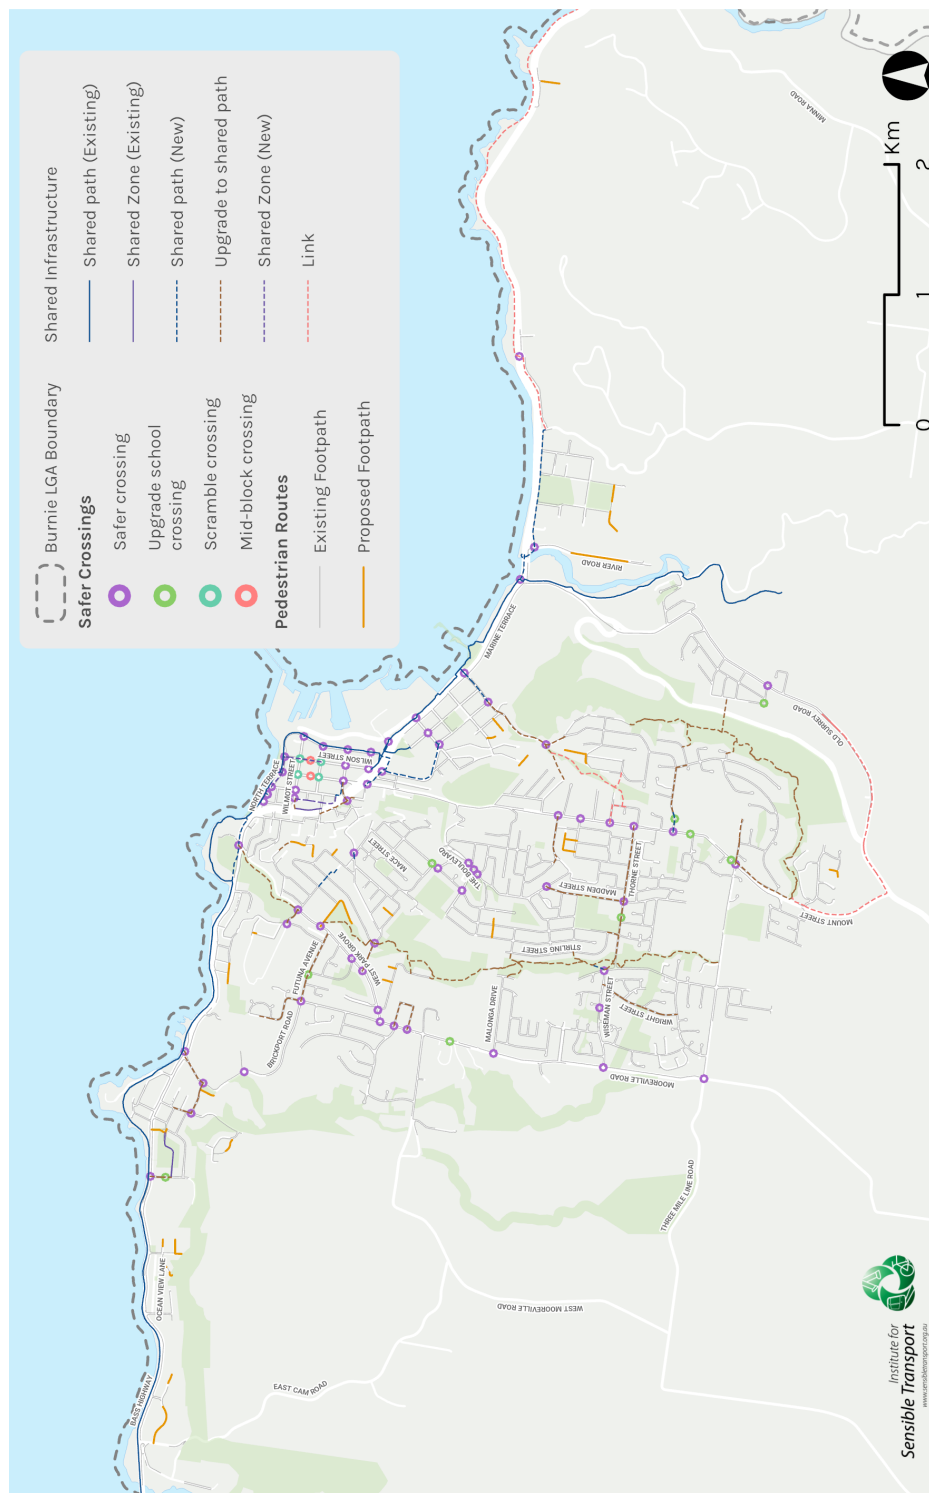 Burnie LGA Boundary
Safer Crossings
Safer crossing
Upgrade school
crossing
Scramble crossing
Mid-block crossing
Pedestrian Routes
Existing Footpath
Proposed Footpath
Shared Infrastructure
Shared path (Existing)
Shared Zone (Existing)
Shared path (New)
Upgrade to shared path
Shared Zone (New)
Link
BASS HIGHWAY
OCEAN VIEW LANE
EAST CAM ROAD
WEST MOOREVILLE ROAD
THREE MILE LINE ROAD
MOOREVILLE ROAD
BRICKPORT ROAD
FUTUNA AVENUE
WEST PARK GROVE
MALONGA DRIVE
WISEMAN STREET
WRIGHT STREET
STIRLING STREET
MADDEN STREET
THORNE STREET
MOUNT STREET
THE BOULEVARD
MACE STREET
NORTH TERRACE
WILMOT STREET
WILSON STREET
MARINE TERRACE
OLD SURREY ROAD
RIVER ROAD
MINNA ROAD
0
1
2
Km
Institute for
Sensible Transport
www.sensibletransport.org.au